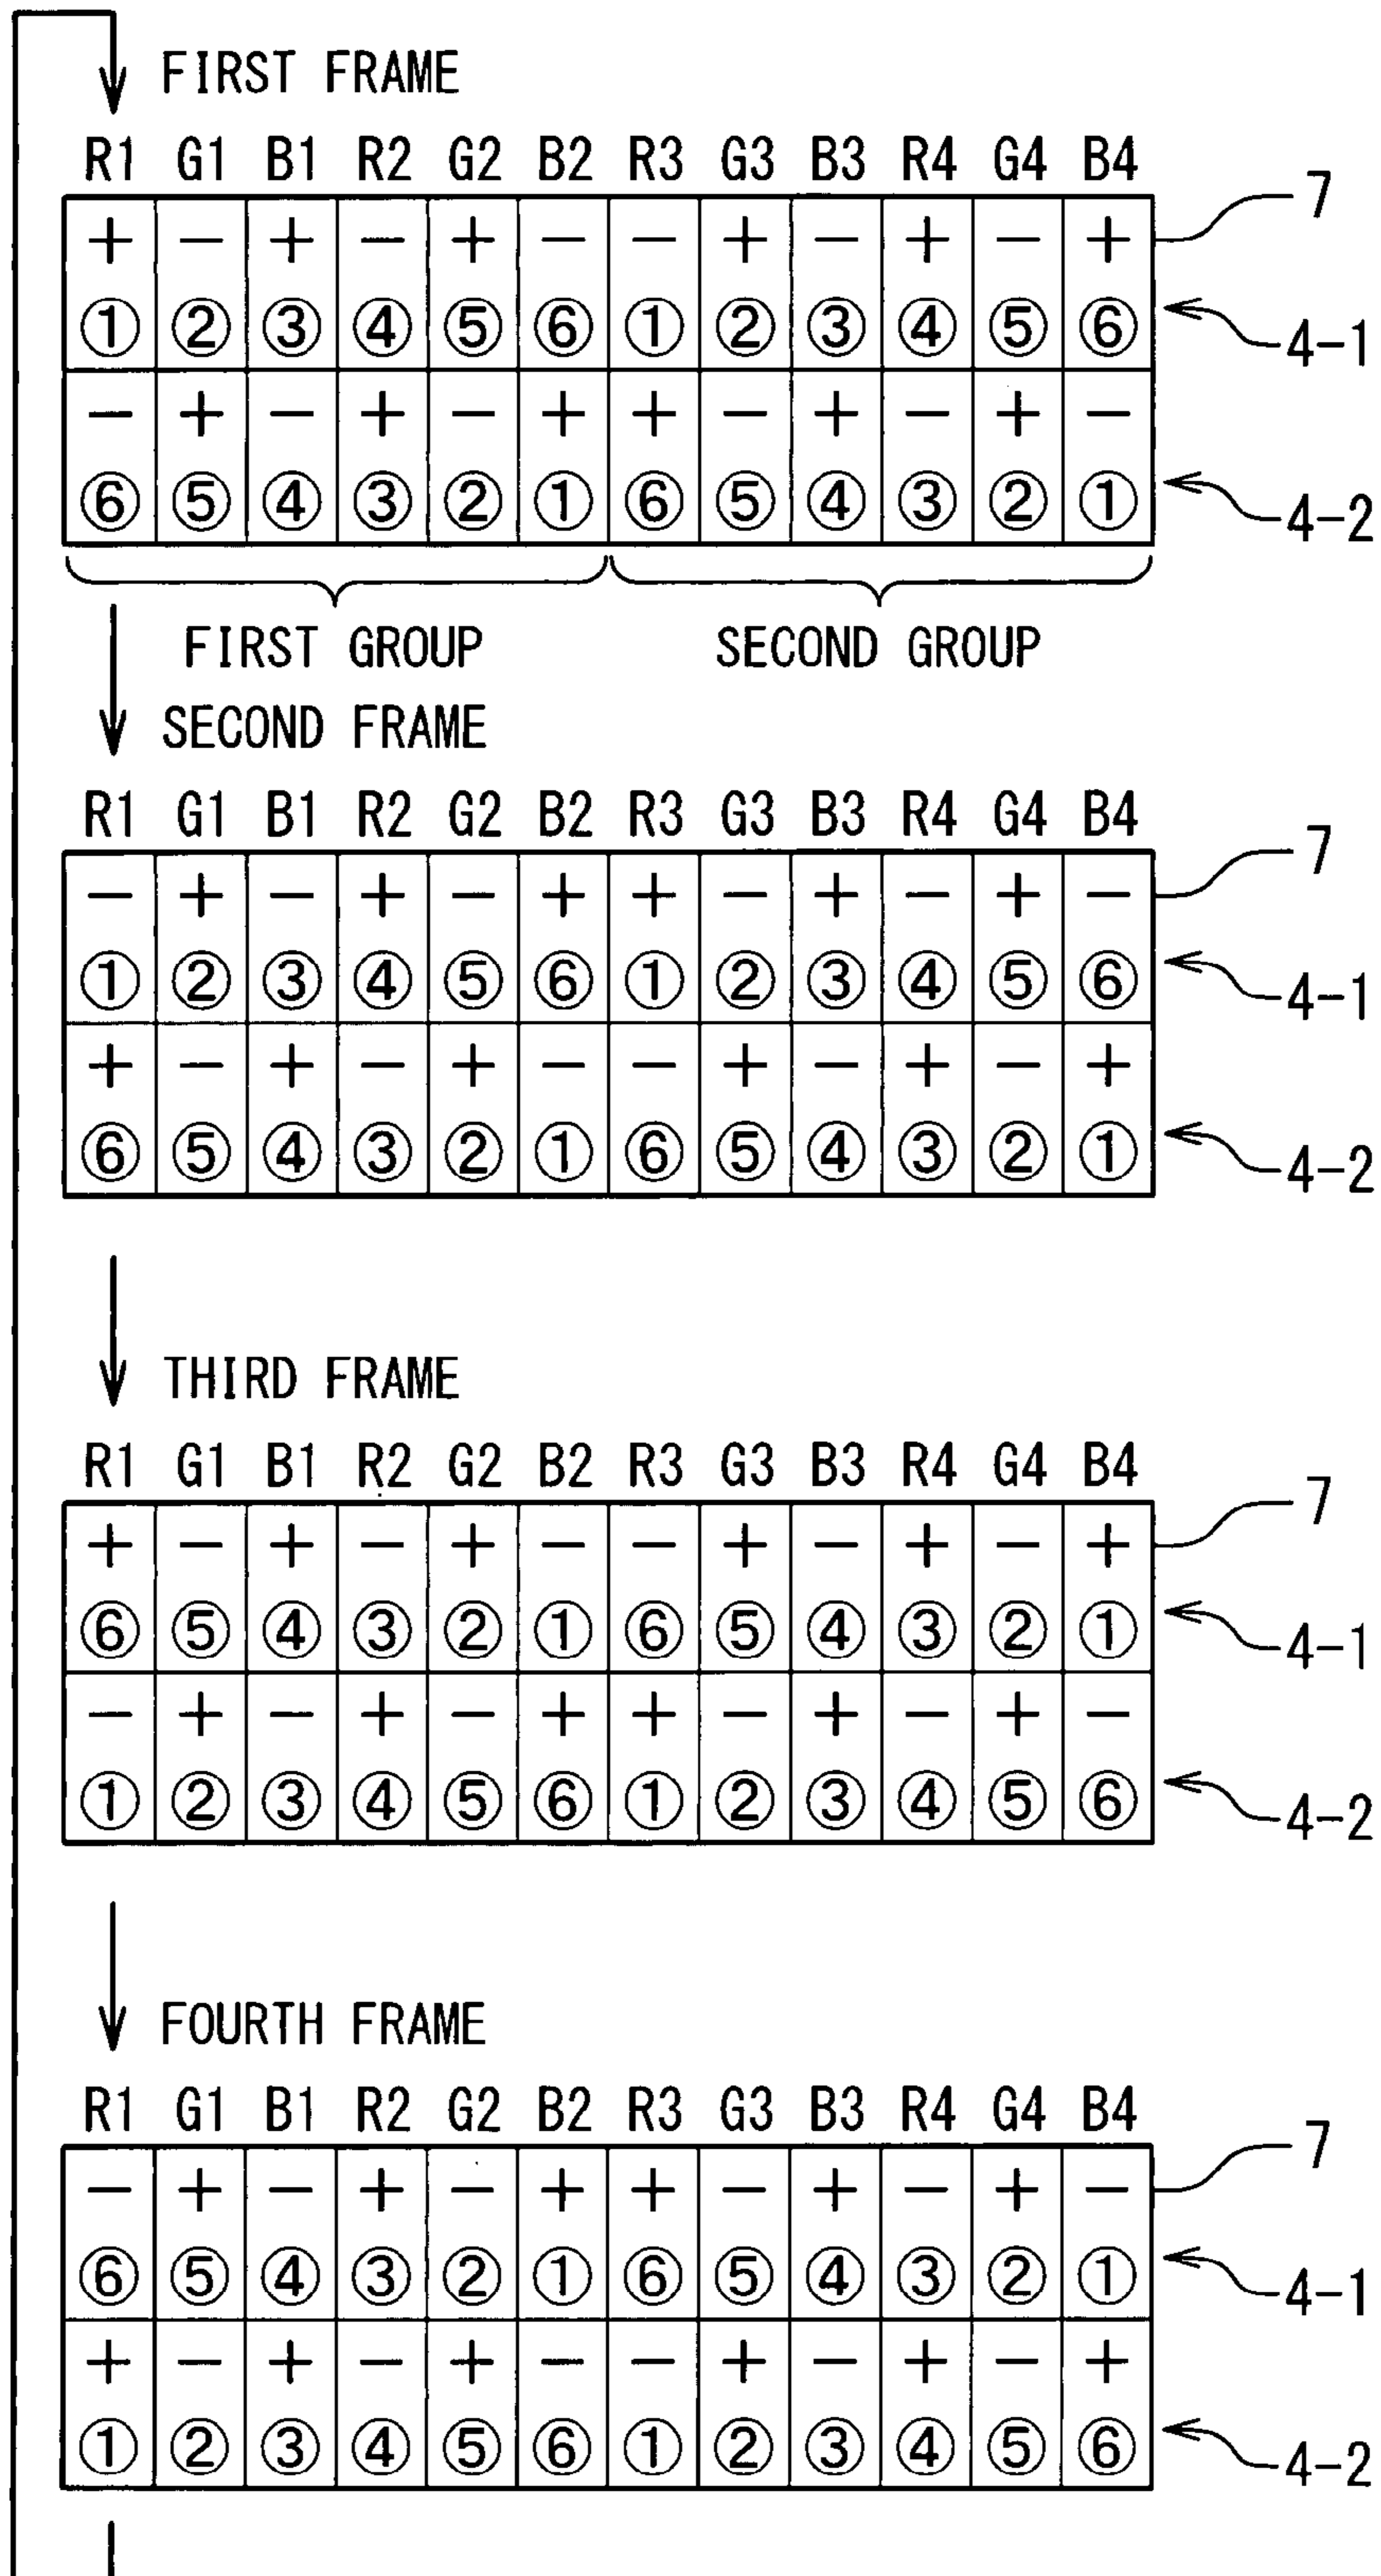 FIRST FRAME
R1 G1 B1 R2 G2 B2 R3 G3 B3 R4 G4 B4
+ − + − + − − + − + − + 7
① ② ③ ④ ⑤ ⑥ ① ② ③ ④ ⑤ ⑥ 4-1
− + − + − + + − + − + −
⑥ ⑤ ④ ③ ② ① ⑥ ⑤ ④ ③ ② ① 4-2
FIRST GROUP SECOND GROUP
SECOND FRAME
R1 G1 B1 R2 G2 B2 R3 G3 B3 R4 G4 B4
− + − + − + + − + − + − 7
① ② ③ ④ ⑤ ⑥ ① ② ③ ④ ⑤ ⑥ 4-1
+ − + − + − − + − + − +
⑥ ⑤ ④ ③ ② ① ⑥ ⑤ ④ ③ ② ① 4-2
THIRD FRAME
R1 G1 B1 R2 G2 B2 R3 G3 B3 R4 G4 B4
+ − + − + − − + − + − + 7
⑥ ⑤ ④ ③ ② ① ⑥ ⑤ ④ ③ ② ① 4-1
− + − + − + + − + − + −
① ② ③ ④ ⑤ ⑥ ① ② ③ ④ ⑤ ⑥ 4-2
FOURTH FRAME
R1 G1 B1 R2 G2 B2 R3 G3 B3 R4 G4 B4
− + − + − + + − + − + − 7
⑥ ⑤ ④ ③ ② ① ⑥ ⑤ ④ ③ ② ① 4-1
+ − + − + − − + − + − +
① ② ③ ④ ⑤ ⑥ ① ② ③ ④ ⑤ ⑥ 4-2